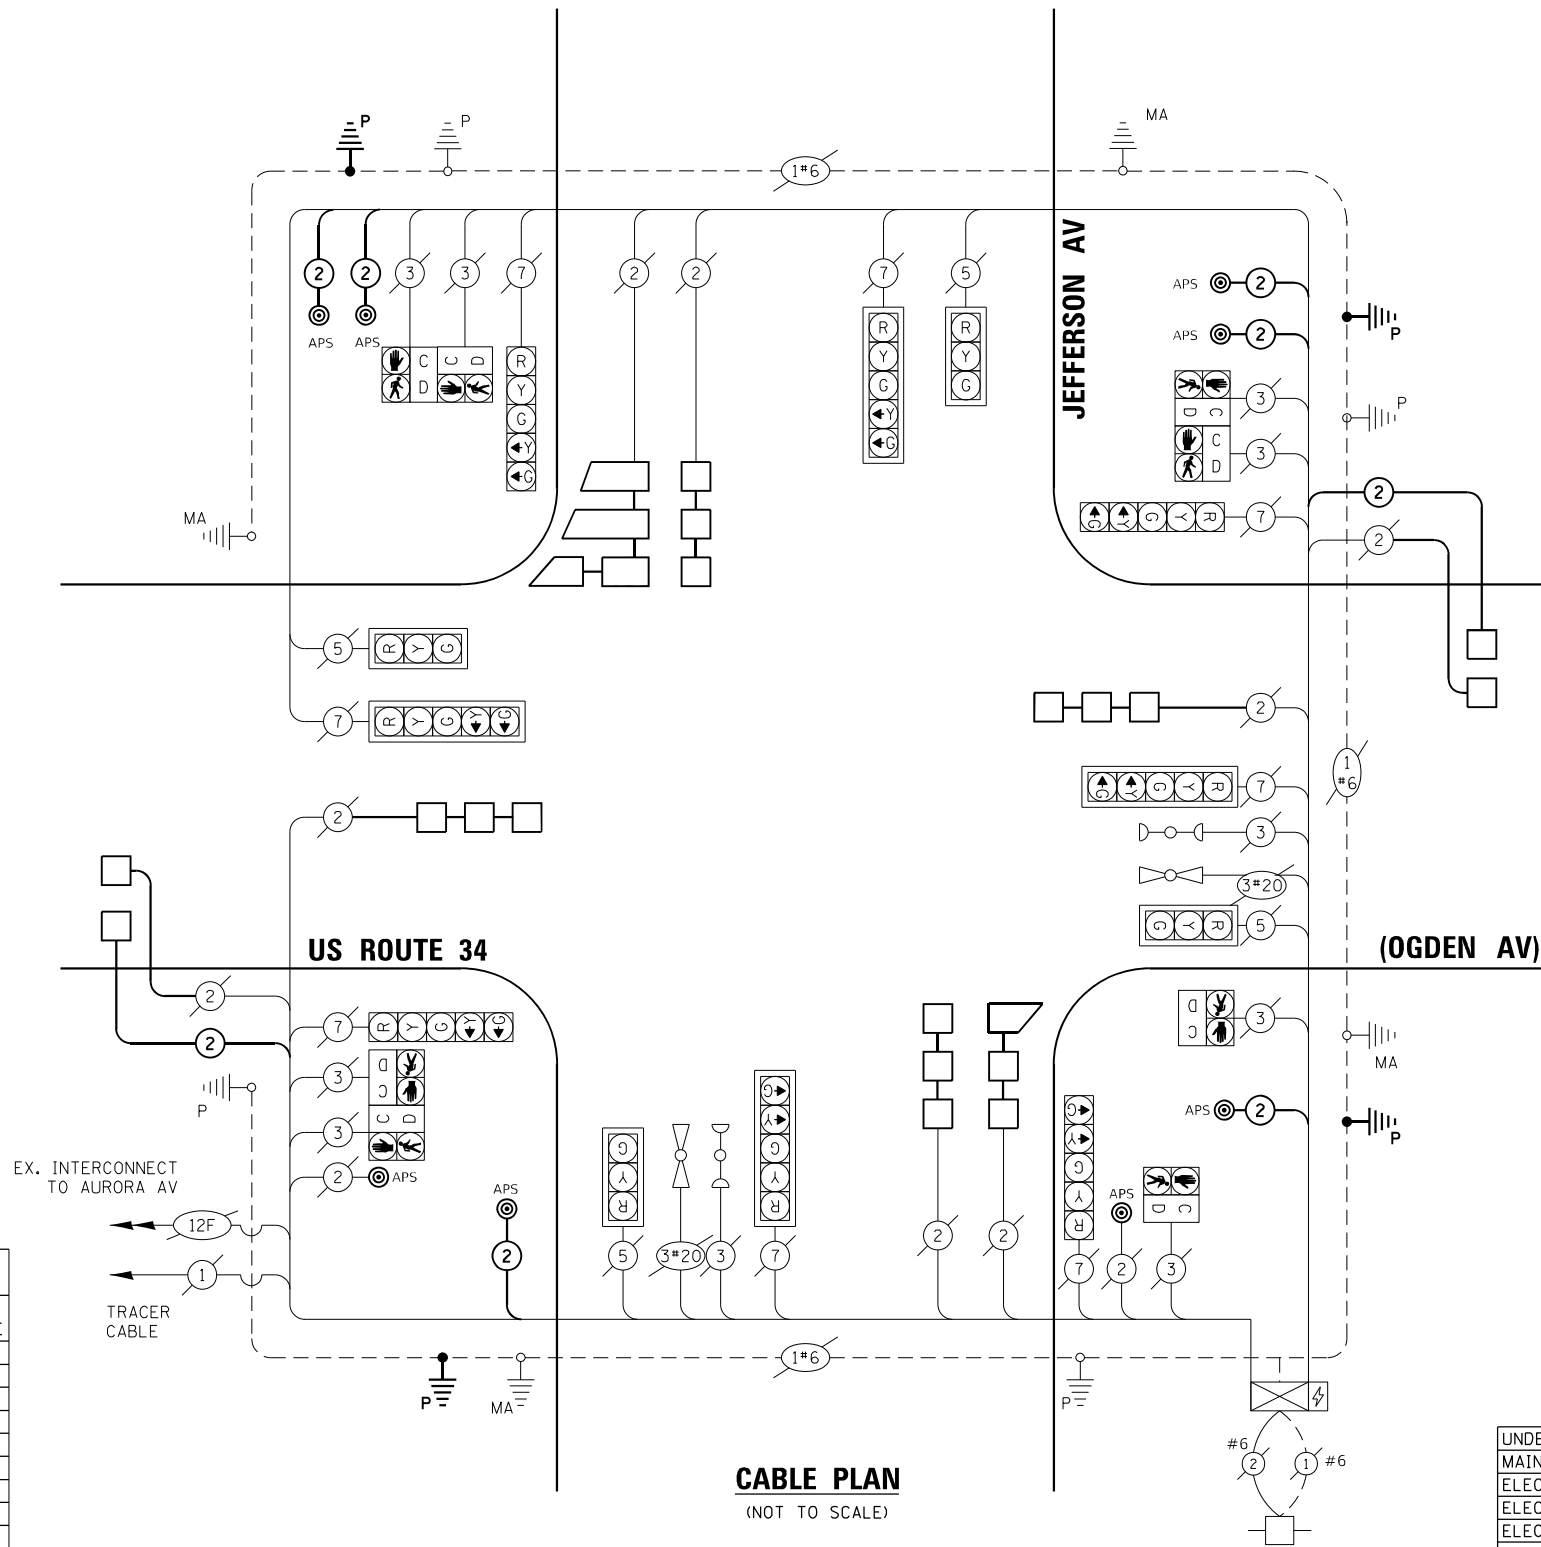 P P MA
1#6
2 2 3 3 7 2 2 7 5
JEFFERSON AV
APS 2
APS 2
APS APS
P
C C D
D
R Y G Y G
R Y G Y G
R Y G
3
D C
P
C
D
3
2
MA
G Y G Y R 7
2
5 R Y G
7 R Y G Y G
2
1
#6
G Y G Y R 7
2
3
3#20
G Y R 5
US ROUTE 34
(OGDEN AV)
2
7 R Y G Y G
2
D
C
3
D
C
3
MA
P
3
C D
APS 2
P
EX. INTERCONNECT
TO AURORA AV
2 APS
APS
G Y R
G Y G Y R
G Y G Y R
APS
D C
12F
2
5 3#20 3 7
2 2
7 2 3
1
TRACER
CABLE
1#6
P MA P
#6 2 1 #6
CABLE PLAN
(NOT TO SCALE)
UNDE
MAIN
ELEC
ELEC
ELEC